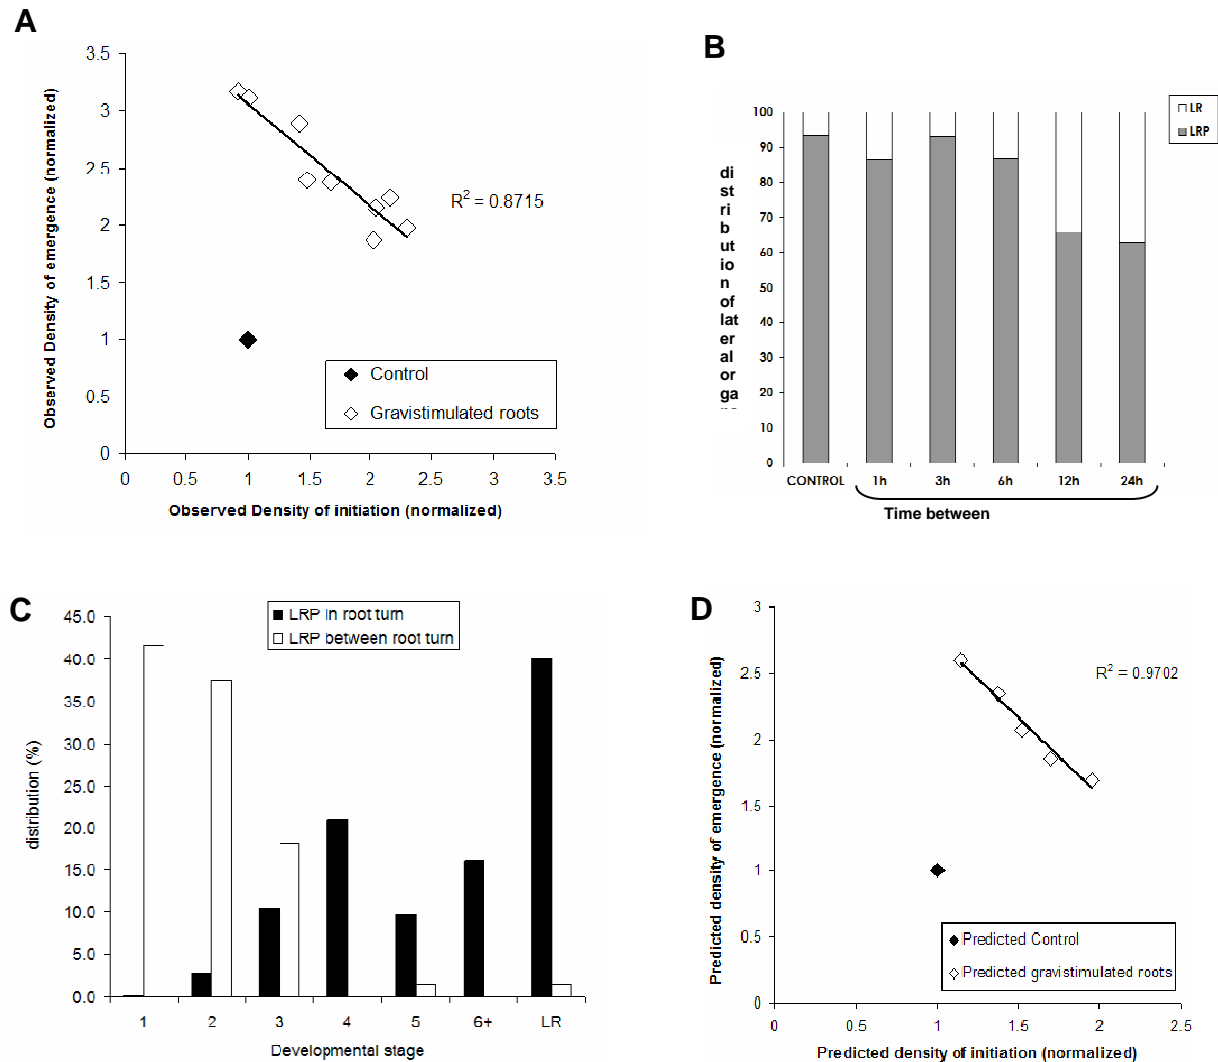 A
3.5
3
2.5
2
1.5
1
0.5
0
0 0.5 1 1.5 2 2.5 3 3.5
Observed Density of emergence (normalized)
Observed Density of initiation (normalized)
R² = 0.8715
Control
Gravistimulated roots
B
LR
LRP
100
90
80
70
60
50
40
30
20
10
0
di
st
ri
b
ut
io
n
of
lat
er
al
or
ga
CONTROL 1h 3h 6h 12h 24h
Time between
C
LRP in root turn
LRP between root turn
45.0
40.0
35.0
30.0
25.0
20.0
15.0
10.0
5.0
0.0
distribution (%)
1 2 3 4 5 6+ LR
Developmental stage
D
3
2.5
2
1.5
1
0.5
0
0 0.5 1 1.5 2 2.5
Predicted density of emergence (normalized)
Predicted density of initiation (normalized)
R² = 0.9702
Predicted Control
Predicted gravistimulated roots